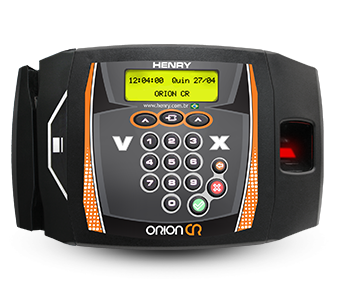 HENRY
12:04:00 Quin 27/04
ORION CR
www.henry.com.br
V X
1 2 3
4 5 6
7 8 9
0
ORION CR